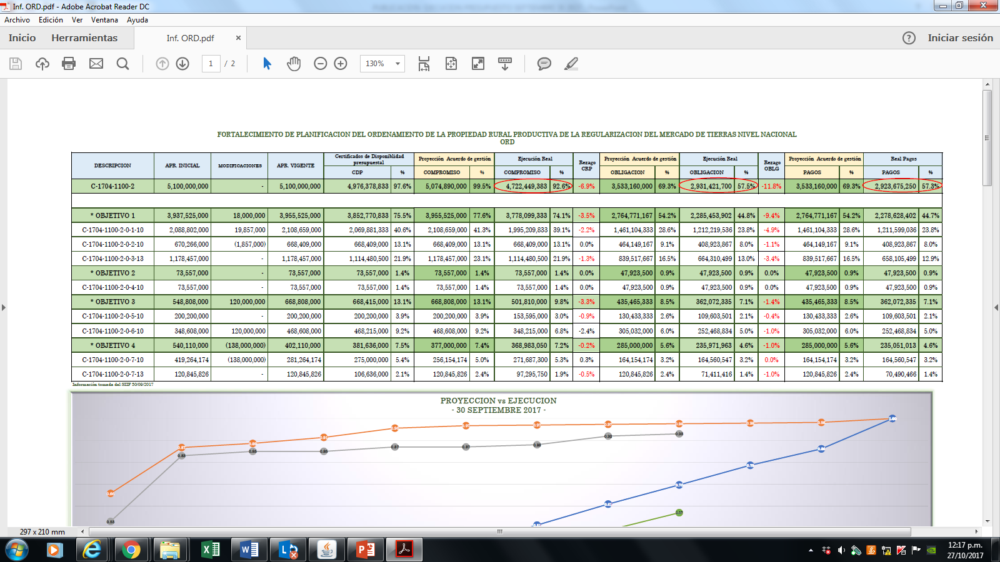 Inf. ORD.pdf - Adobe Acrobat Reader DC
Archivo Edición Ver Ventana Ayuda
Inicio Herramientas Inf. ORD.pdf × ? Iniciar sesión
1 / 2 130%
FORTALECIMIENTO DE PLANIFICACION DEL ORDENAMIENTO DE LA PROPIEDAD RURAL PRODUCTIVA DE LA REGULARIZACION DEL MERCADO DE TIERRAS NIVEL NACIONAL
ORD
DESCRIPCION APR. INICIAL MODIFICACIONES APR. VIGENTE Certificados de Disponiblidad presupuestal Proyección Acuerdo de gestión Ejecución Real Rezago CRP Proyección Acuerdo de gestión Ejecución Real Rezago OBLG Proyección Acuerdo de gestión Real Pagos
CDP % COMPROMISO % COMPROMISO % OBLIGACION % OBLIGACION % PAGOS % PAGOS %
C-1704-1100-2 5,100,000,000 - 5,100,000,000 4,976,378,833 97.6% 5,074,890,000 99.5% 4,722,449,383 92.6% -6.9% 3,533,160,000 69.3% 2,931,421,700 57.5% -11.8% 3,533,160,000 69.3% 2,923,675,250 57.3%
* OBJETIVO 1 3,937,525,000 18,000,000 3,955,525,000 3,852,770,833 75.5% 3,955,525,000 77.6% 3,778,099,333 74.1% -3.5% 2,764,771,167 54.2% 2,285,453,902 44.8% -9.4% 2,764,771,167 54.2% 2,278,628,402 44.7%
C-1704-1100-2-0-1-10 2,088,802,000 19,857,000 2,108,659,000 2,069,881,333 40.6% 2,108,659,000 41.3% 1,995,209,833 39.1% -2.2% 1,461,104,333 28.6% 1,212,219,536 23.8% -4.9% 1,461,104,333 28.6% 1,211,599,036 23.8%
C-1704-1100-2-0-2-10 670,266,000 (1,857,000) 668,409,000 668,409,000 13.1% 668,409,000 13.1% 668,409,000 13.1% 0.0% 464,149,167 9.1% 408,923,867 8.0% -1.1% 464,149,167 9.1% 408,923,867 8.0%
C-1704-1100-2-0-3-13 1,178,457,000 - 1,178,457,000 1,114,480,500 21.9% 1,178,457,000 23.1% 1,114,480,500 21.9% -1.3% 839,517,667 16.5% 664,310,499 13.0% -3.4% 839,517,667 16.5% 658,105,499 12.9%
* OBJETIVO 2 73,557,000 - 73,557,000 73,557,000 1.4% 73,557,000 1.4% 73,557,000 1.4% 0.0% 47,923,500 0.9% 47,923,500 0.9% 0.0% 47,923,500 0.9% 47,923,500 0.9%
C-1704-1100-2-0-4-10 73,557,000 - 73,557,000 73,557,000 1.4% 73,557,000 1.4% 73,557,000 1.4% 0.0% 47,923,500 0.9% 47,923,500 0.9% 0.0% 47,923,500 0.9% 47,923,500 0.9%
* OBJETIVO 3 548,808,000 120,000,000 668,808,000 668,415,000 13.1% 668,808,000 13.1% 501,810,000 9.8% -3.3% 435,465,333 8.5% 362,072,335 7.1% -1.4% 435,465,333 8.5% 362,072,335 7.1%
C-1704-1100-2-0-5-10 200,200,000 - 200,200,000 200,200,000 3.9% 200,200,000 3.9% 153,595,000 3.0% -0.9% 130,433,333 2.6% 109,603,501 2.1% -0.4% 130,433,333 2.6% 109,603,501 2.1%
C-1704-1100-2-0-6-10 348,608,000 120,000,000 468,608,000 468,215,000 9.2% 468,608,000 9.2% 348,215,000 6.8% -2.4% 305,032,000 6.0% 252,468,834 5.0% -1.0% 305,032,000 6.0% 252,468,834 5.0%
* OBJETIVO 4 540,110,000 (138,000,000) 402,110,000 381,636,000 7.5% 377,000,000 7.4% 368,983,050 7.2% -0.2% 285,000,000 5.6% 235,971,963 4.6% -1.0% 285,000,000 5.6% 235,051,013 4.6%
C-1704-1100-2-0-7-10 419,264,174 (138,000,000) 281,264,174 275,000,000 5.4% 256,154,174 5.0% 271,687,300 5.3% 0.3% 164,154,174 3.2% 164,560,547 3.2% 0.0% 164,154,174 3.2% 164,560,547 3.2%
C-1704-1100-2-0-7-13 120,845,826 - 120,845,826 106,636,000 2.1% 120,845,826 2.4% 97,295,750 1.9% -0.5% 120,845,826 2.4% 71,411,416 1.4% -1.0% 120,845,826 2.4% 70,490,466 1.4%
Información tomada del SIIF 30/09/2017
PROYECCION vs EJECUCION
- 30 SEPTIEMBRE 2017 -
0.87 0.87 0.88 0.92 0.93
0.83
297 x 210 mm
12:17 p.m.
27/10/2017